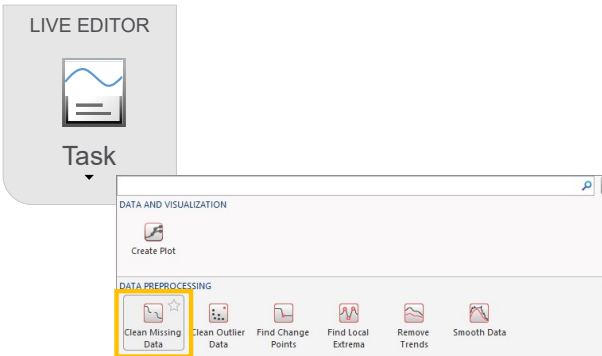 LIVE EDITOR
Task
DATA AND VISUALIZATION
Create Plot
DATA PREPROCESSING
Clean Missing Data
Clean Outlier Data
Find Change Points
Find Local Extrema
Remove Trends
Smooth Data